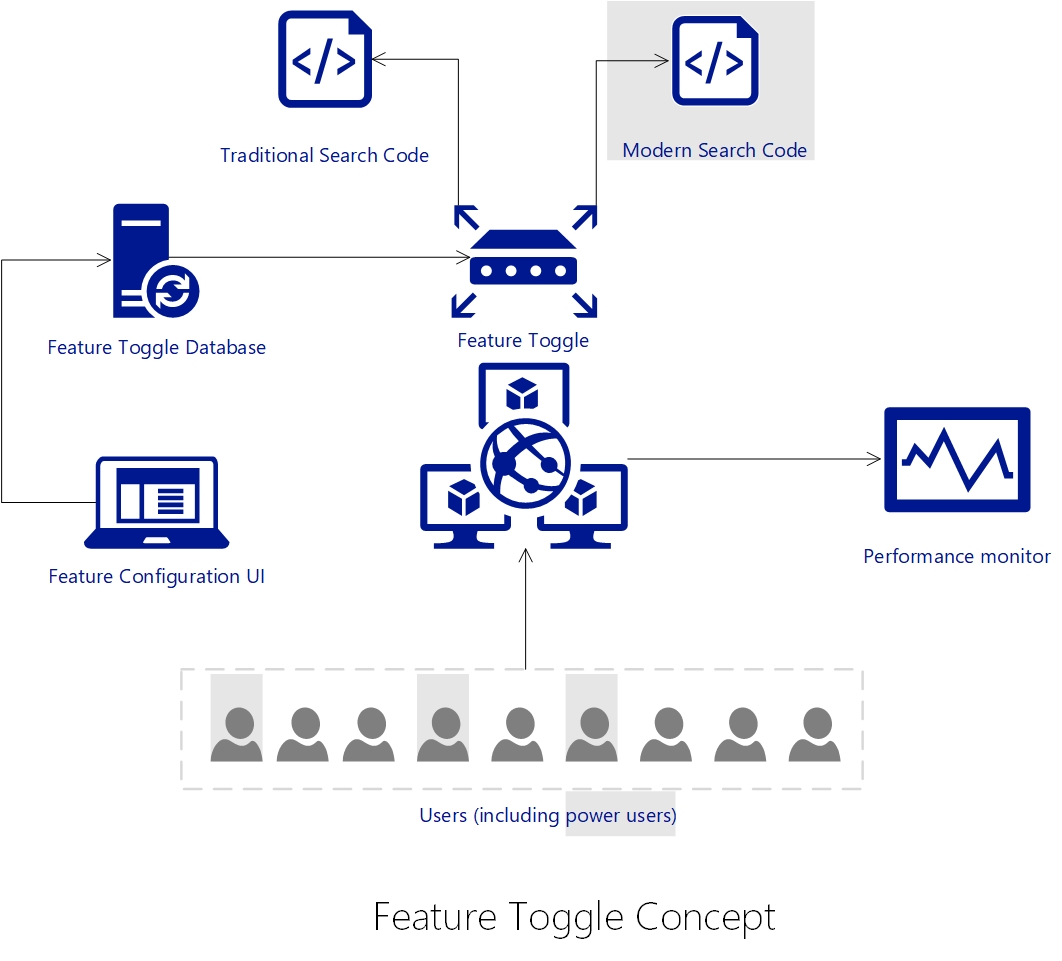 </>
</>
Traditional Search Code
Modern Search Code
Feature Toggle Database
Feature Toggle
Performance monitor
Feature Configuration UI
Users (including power users)
Feature Toggle Concept